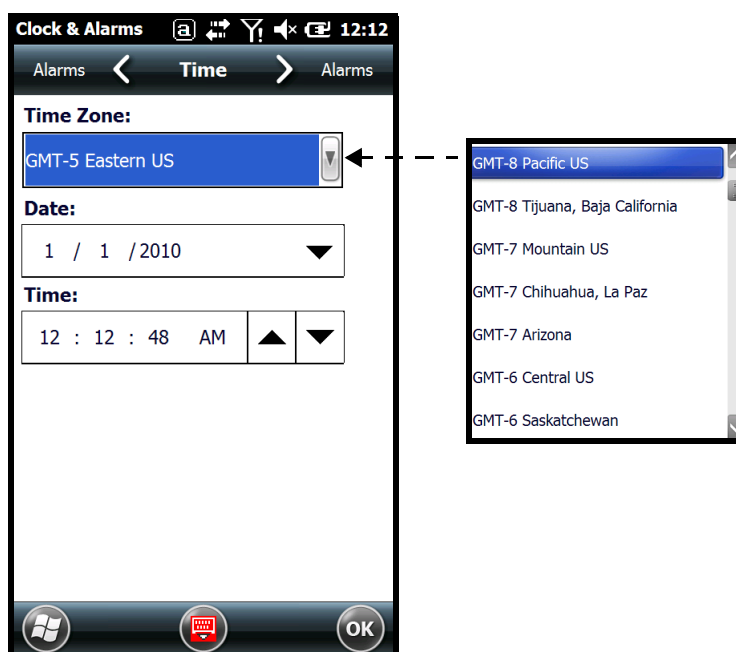 Clock & Alarms a 12:12
Alarms Time Alarms
Time Zone:
GMT-5 Eastern US
Date:
1 / 1 / 2010
Time:
12 : 12 : 48 AM
OK
GMT-8 Pacific US
GMT-8 Tijuana, Baja California
GMT-7 Mountain US
GMT-7 Chihuahua, La Paz
GMT-7 Arizona
GMT-6 Central US
GMT-6 Saskatchewan